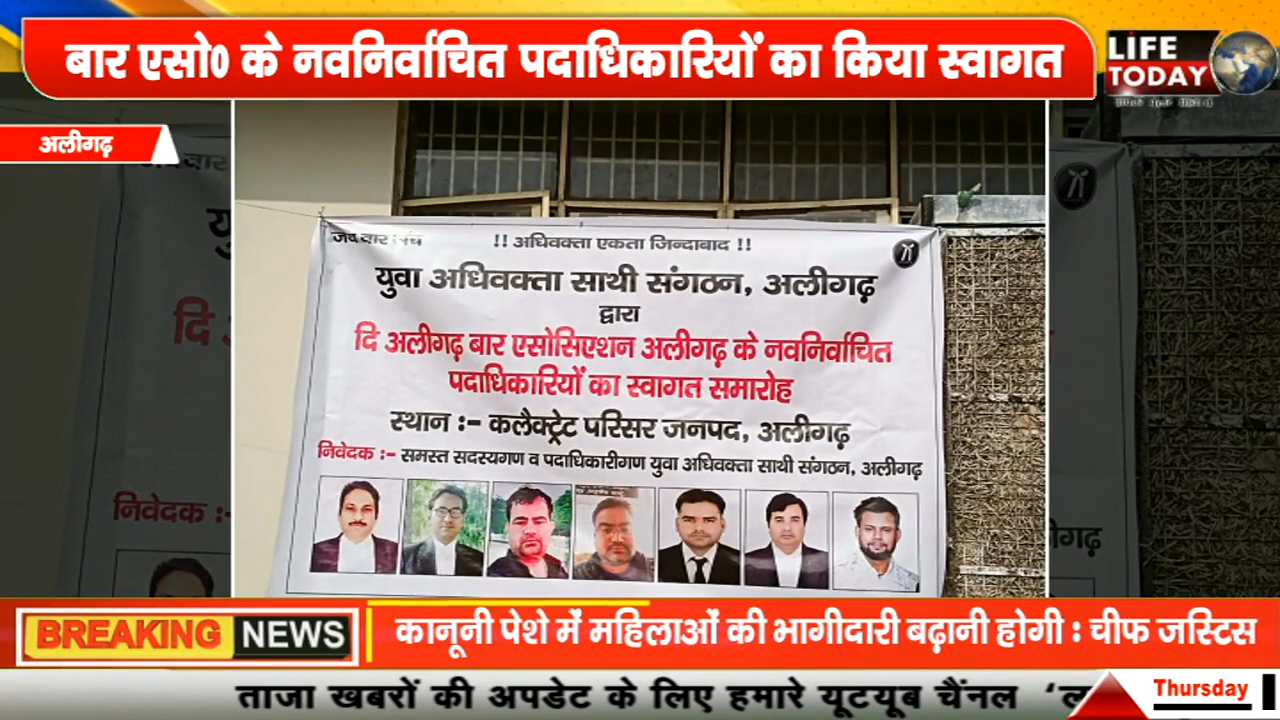 बार एसो0 के नवनिर्वाचित पदाधिकारियों का किया स्वागत
LiFE
TODAY
अलीगढ़
!! अधिवक्ता एकता जिन्दाबाद !!
युवा अधिवक्ता साथी संगठन, अलीगढ़
द्वारा
दि अलीगढ़ बार एसोसिएशन अलीगढ़ के नवनिर्वाचित
पदाधिकारियों का स्वागत समारोह
स्थान :- कलैक्ट्रेट परिसर जनपद, अलीगढ़
निवेदक :- समस्त सदस्यगण व पदाधिकारीगण युवा अधिवक्ता साथी संगठन, अलीगढ़
BREAKING NEWS
कानूनी पेशे में महिलाओं की भागीदारी बढ़ानी होगी : चीफ जस्टिस
ताजा खबरों की अपडेट के लिए हमारे यूटयूब चैंनल
Thursday